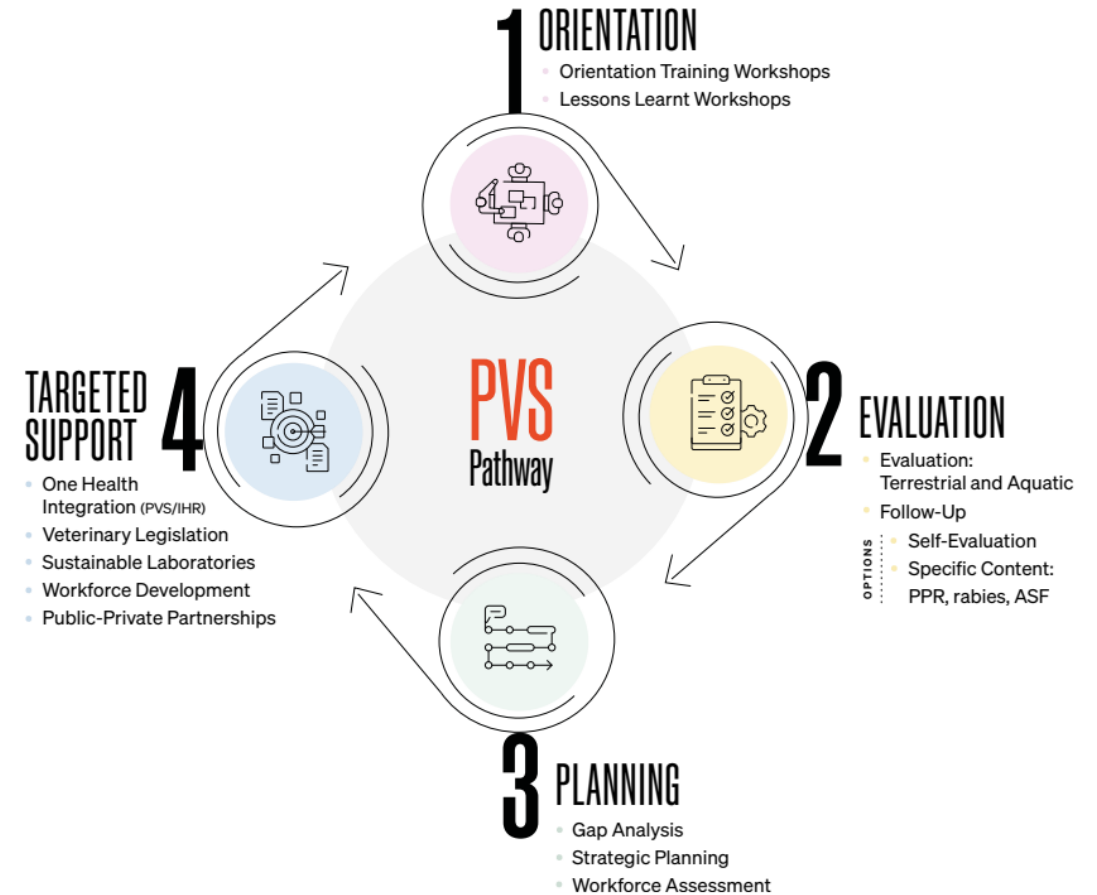 1 ORIENTATION
Orientation Training Workshops
Lessons Learnt Workshops
PVS
Pathway
2 EVALUATION
Evaluation:
Terrestrial and Aquatic
Follow-Up
OPTIONS
Self-Evaluation
Specific Content:
PPR, rabies, ASF
3 PLANNING
Gap Analysis
Strategic Planning
Workforce Assessment
TARGETED
SUPPORT 4
One Health
Integration (PVS/IHR)
Veterinary Legislation
Sustainable Laboratories
Workforce Development
Public-Private Partnerships